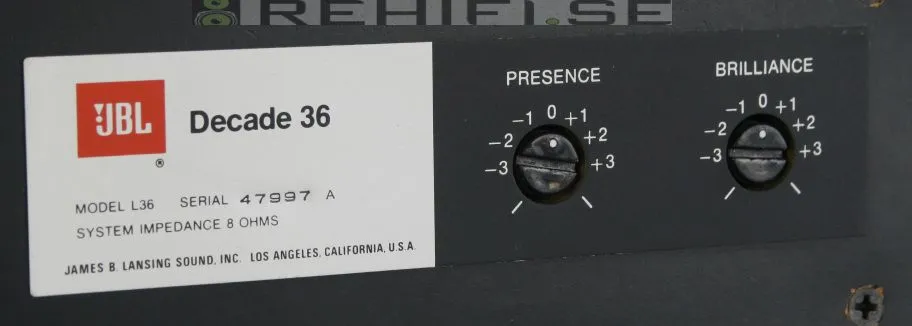 REHIFI.SE
JBL
®
Decade 36
MODEL L36 SERIAL 47997 A
SYSTEM IMPEDANCE 8 OHMS
JAMES B. LANSING SOUND, INC. LOS ANGELES, CALIFORNIA, U.S.A.
PRESENCE
-3 -2 -1 0 +1 +2 +3
BRILLIANCE
-3 -2 -1 0 +1 +2 +3